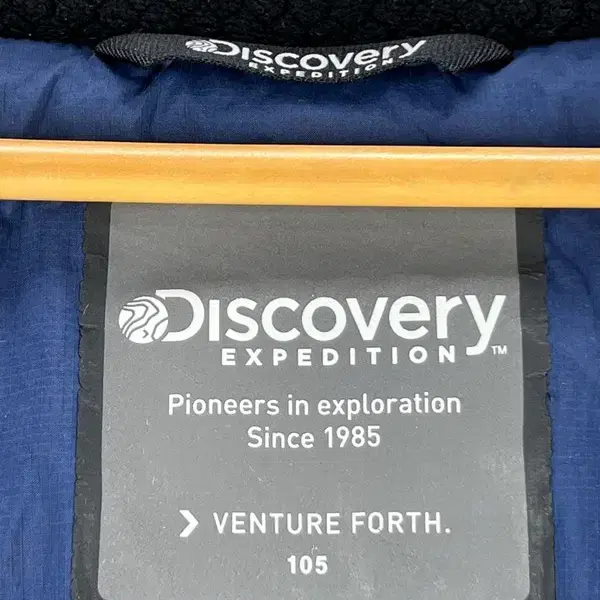 Discovery
EXPEDITION
Discovery
EXPEDITION™
Pioneers in exploration
Since 1985
VENTURE FORTH.
105